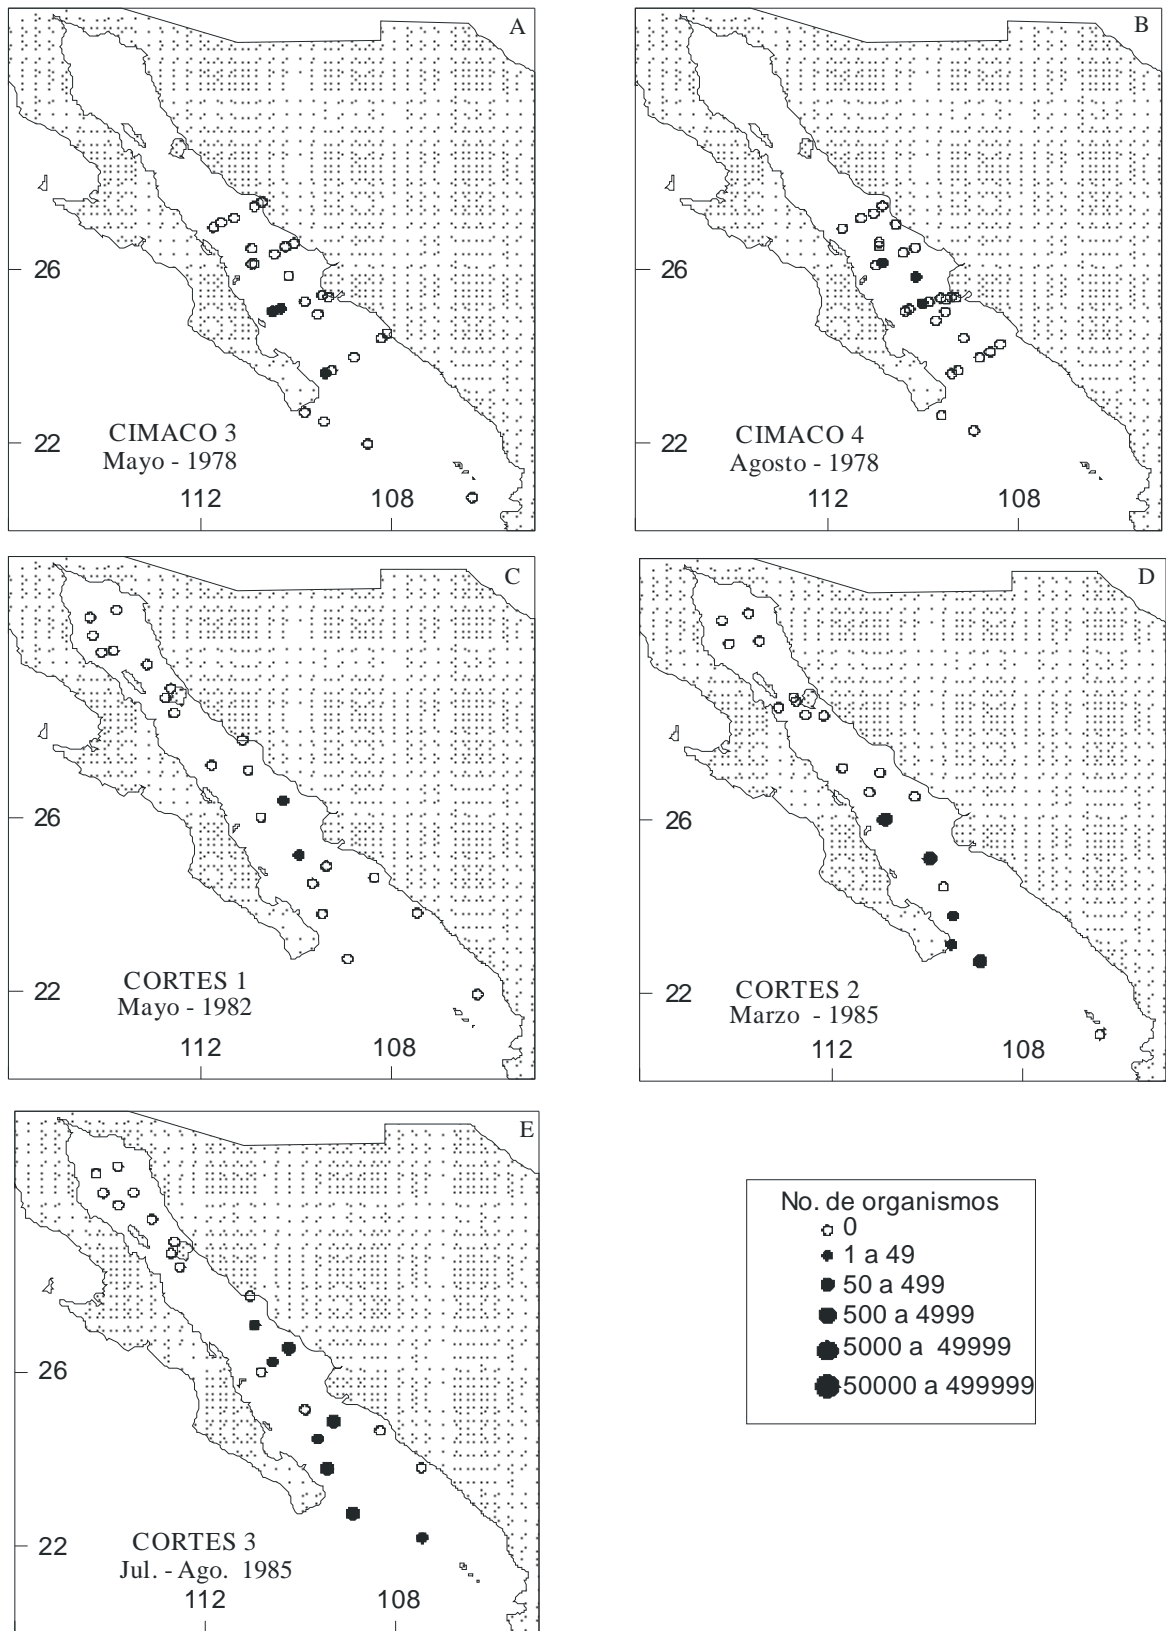 A
26
22
CIMACO 3
Mayo - 1978
112
108
B
26
22
CIMACO 4
Agosto - 1978
112
108
C
26
22
CORTES 1
Mayo - 1982
112
108
D
26
22
CORTES 2
Marzo - 1985
112
108
E
26
22
CORTES 3
Jul. - Ago. 1985
112
108
No. de organismos
0
1 a 49
50 a 499
500 a 4999
5000 a 49999
50000 a 499999